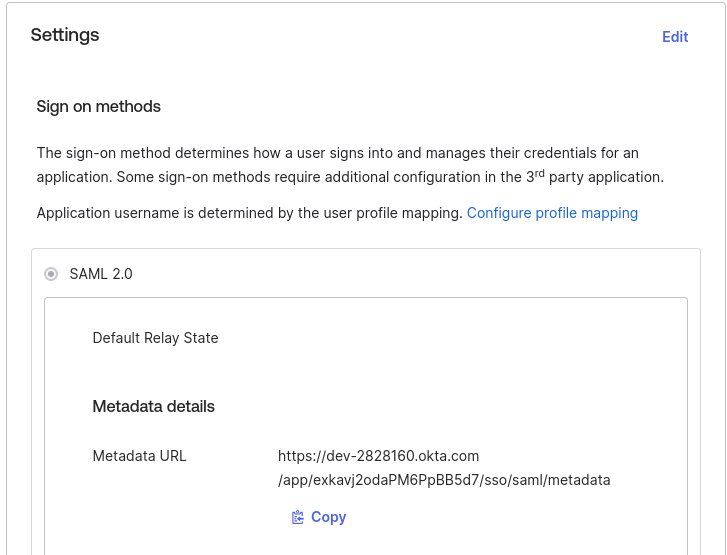 Settings
Edit
Sign on methods
The sign-on method determines how a user signs into and manages their credentials for an
application. Some sign-on methods require additional configuration in the 3rd party application.
Application username is determined by the user profile mapping. Configure profile mapping
SAML 2.0
Default Relay State
Metadata details
Metadata URL
https://dev-2828160.okta.com
/app/exkavj2odaPM6PpBB5d7/sso/saml/metadata
Copy